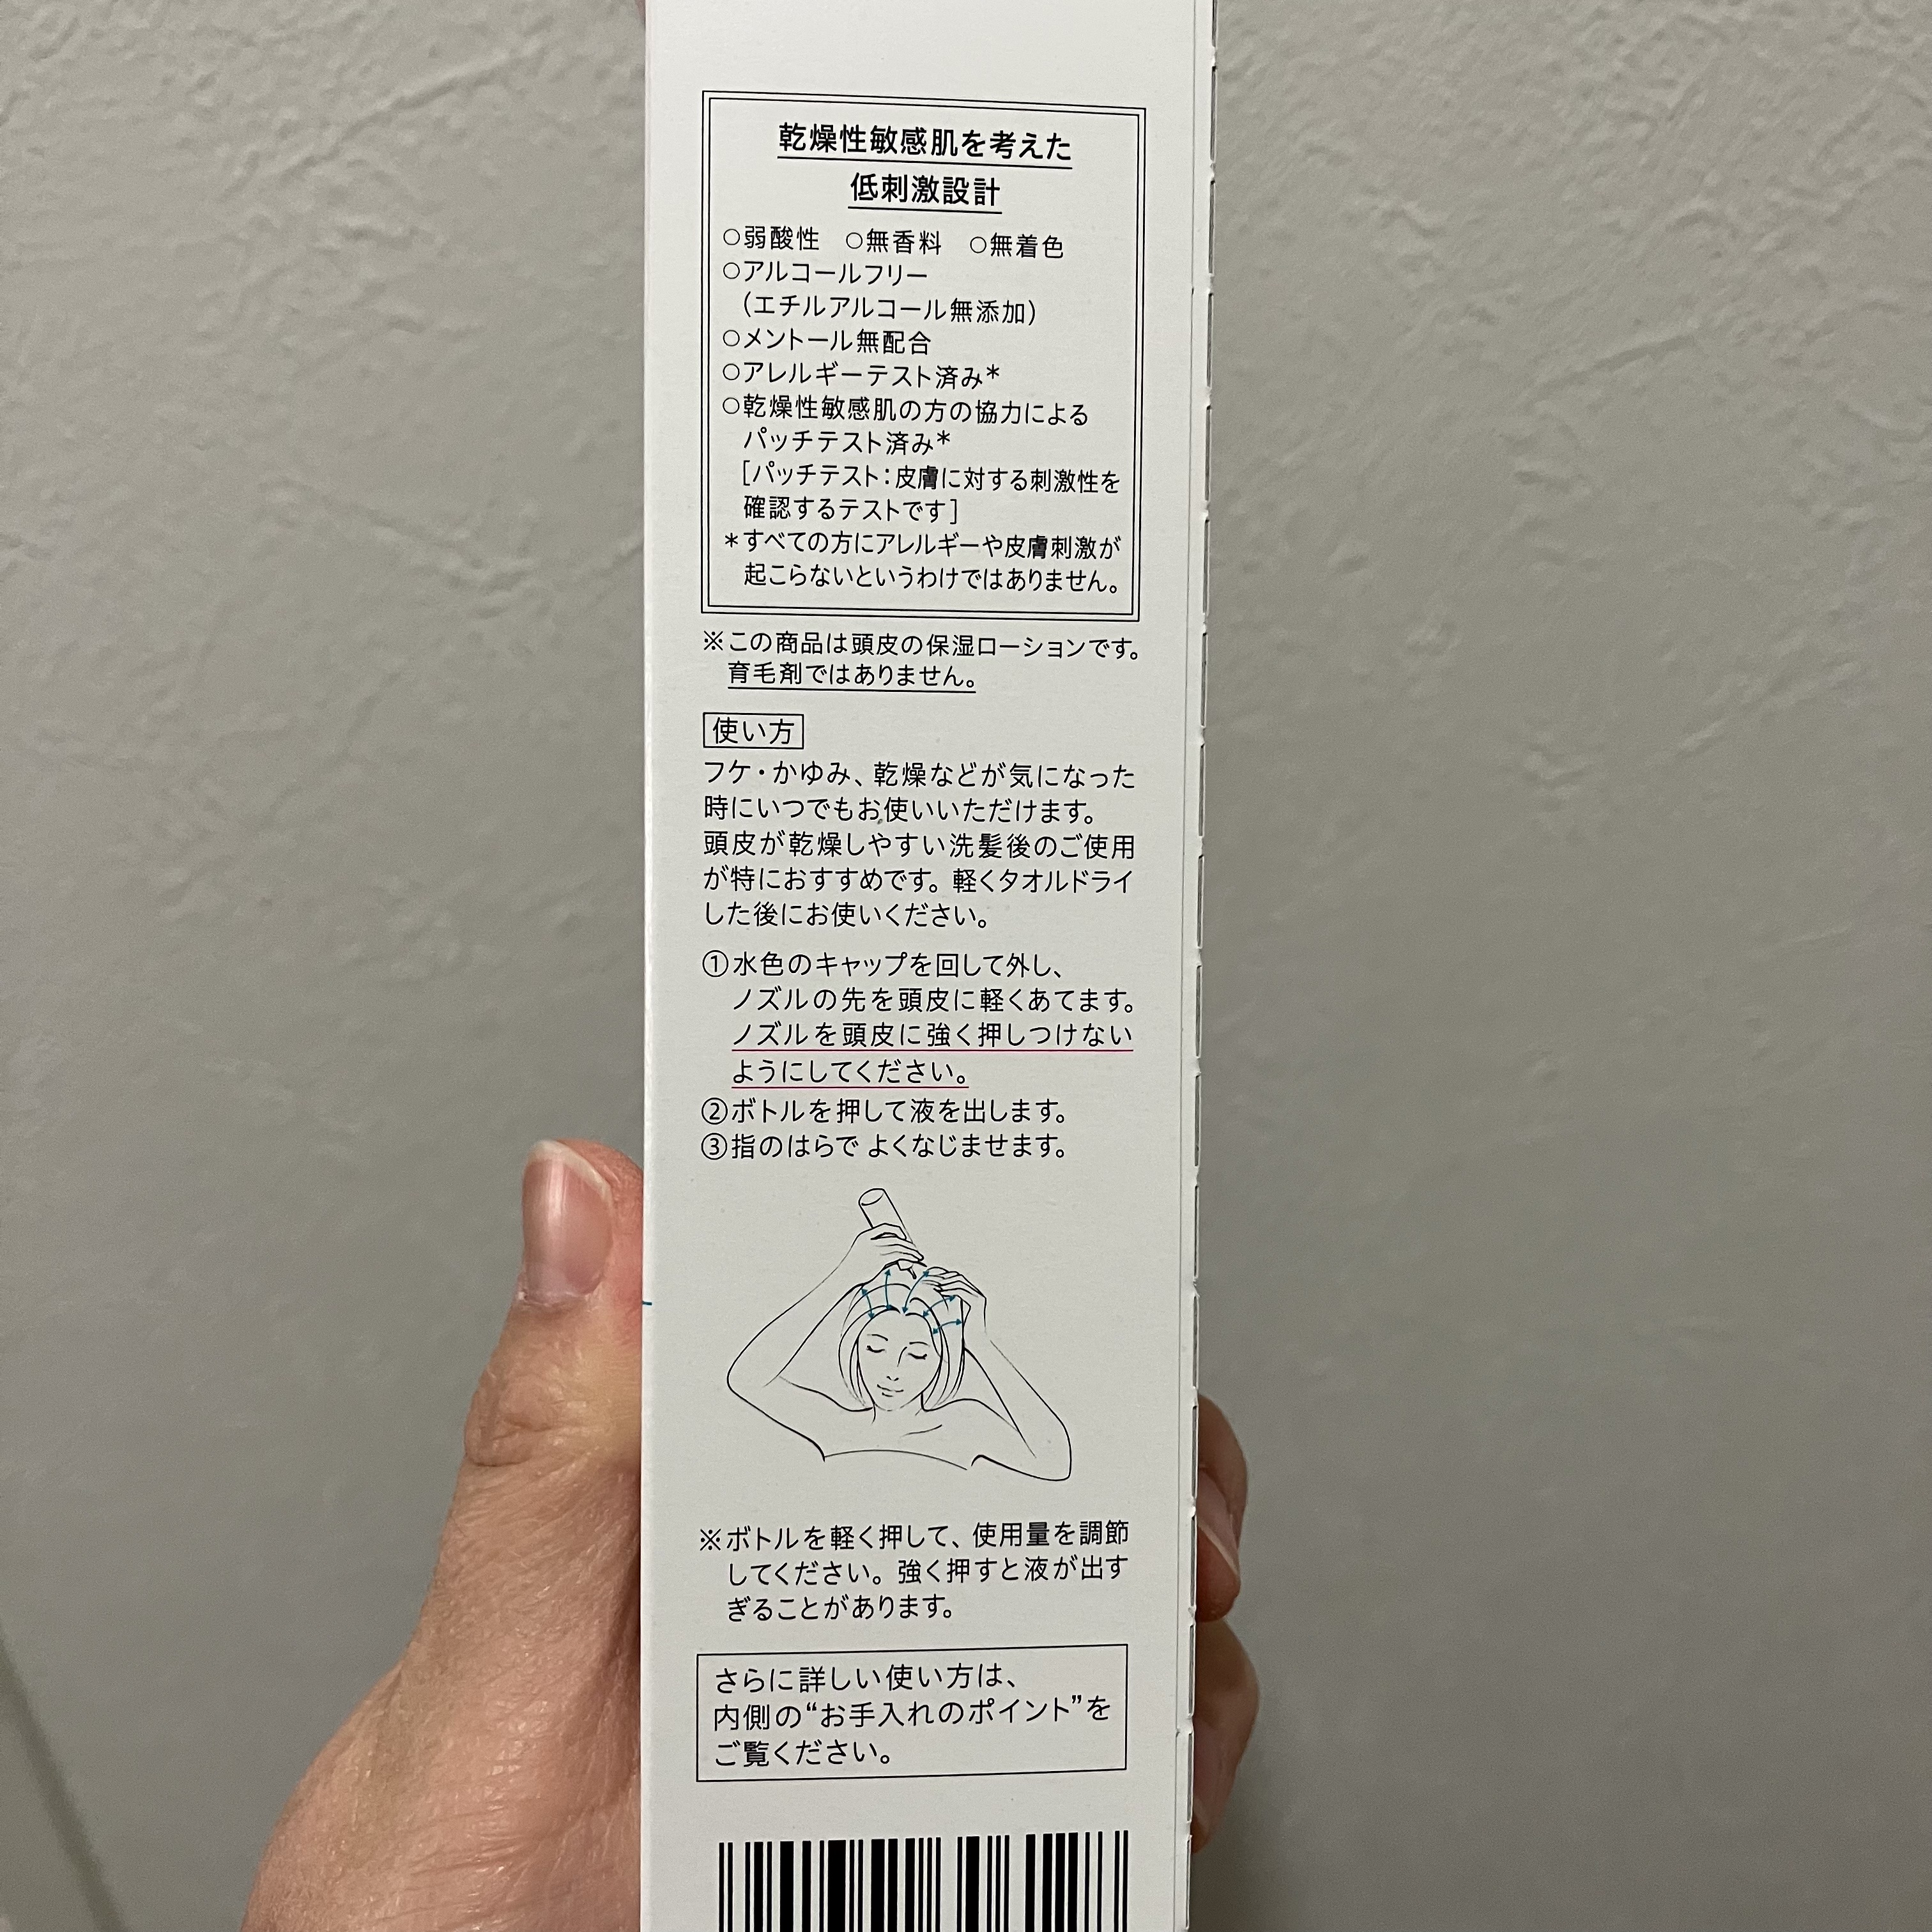 乾燥性敏感肌を考えた
低刺激設計
○弱酸性 ○無香料 ○無着色
○アルコールフリー
(エチルアルコール無添加)
○メントール無配合
○アレルギーテスト済み*
○乾燥性敏感肌の方の協力による
パッチテスト済み*
[パッチテスト:皮膚に対する刺激性を
確認するテストです]
*すべての方にアレルギーや皮膚刺激が
起こらないというわけではありません。
※この商品は頭皮の保湿ローションです。
育毛剤ではありません。
使い方
フケ・かゆみ、乾燥などが気になった
時にいつでもお使いいただけます。
頭皮が乾燥しやすい洗髪後のご使用
が特におすすめです。軽くタオルドライ
した後にお使いください。
①水色のキャップを回して外し、
ノズルの先を頭皮に軽くあてます。
ノズルを頭皮に強く押しつけない
ようにしてください。
②ボトルを押して液を出します。
③指のはらで よくなじませます。
※ボトルを軽く押して、使用量を調節
してください。強く押すと液が出す
ぎることがあります。
さらに詳しい使い方は、
内側の“お手入れのポイント”を
ご覧ください。